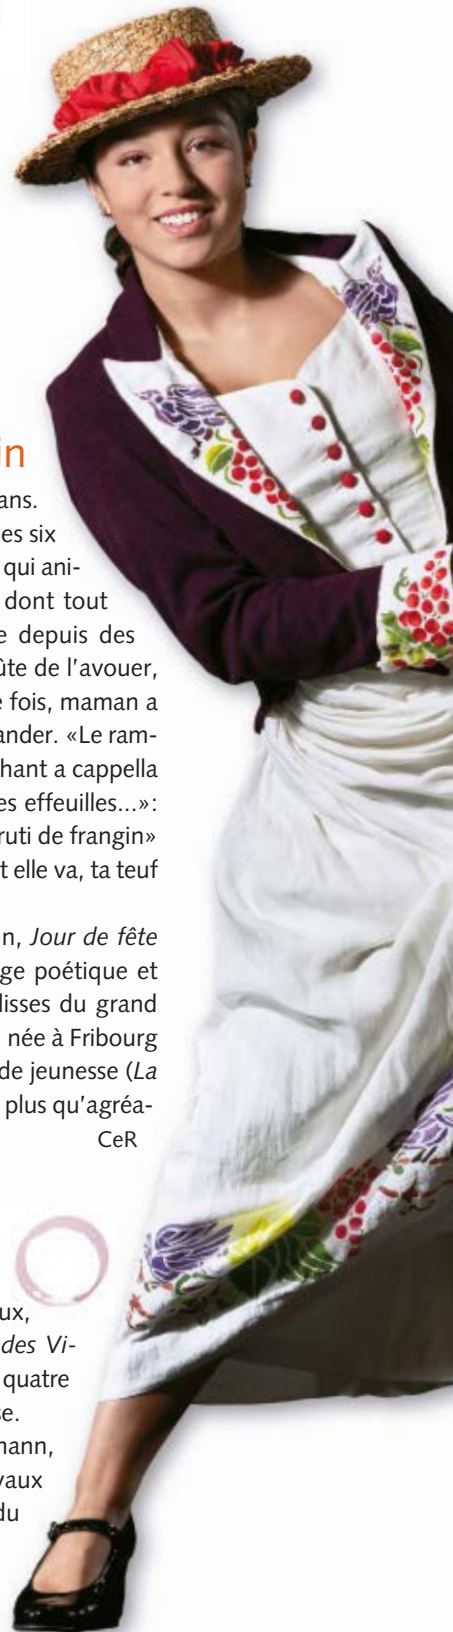 in
ans.
es six
qui ani-
dont tout
e depuis des
ûte de l’avouer,
e fois, maman a
ander. «Le ram-
hant a cappella
es effeuilles...»:
ruti de frangin»
t elle va, ta teuf
n, Jour de fête
ge poétique et
lisses du grand
née à Fribourg
de jeunesse (La
plus qu’agréa-
CeR
ux,
des Vi-
quatre
se.
mann,
vaux
du